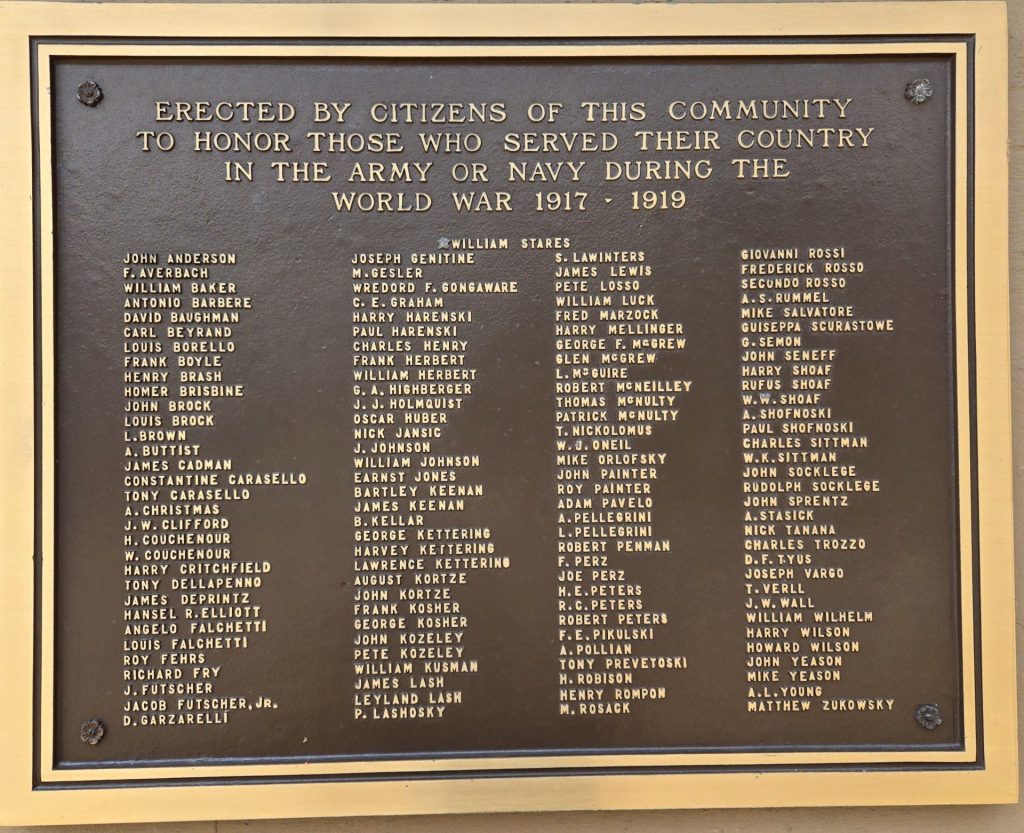 ERECTED BY CITIZENS OF THIS COMMUNITY
TO HONOR THOSE WHO SERVED THEIR COUNTRY
IN THE ARMY OR NAVY DURING THE
WORLD WAR 1917 - 1919
WILLIAM STARES
JOHN ANDERSON
F. AVERBACH
WILLIAM BAKER
ANTONIO BARBERE
DAVID BAUGHMAN
CARL BEYRAND
LOUIS BORELLO
FRANK BOYLE
HENRY BRASH
HOMER BRISBINE
JOHN BROCK
LOUIS BROCK
L. BROWN
A. BUTTIST
JAMES CADMAN
CONSTANTINE CARASELLO
TONY CARASELLO
A. CHRISTMAS
J. W. CLIFFORD
H. COUCHENOUR
W. COUCHENOUR
HARRY CRITCHFIELD
TONY DELLAPENNO
JAMES DEPRINTZ
HANSEL R. ELLIOTT
ANGELO FALCHETTI
LOUIS FALCHETTI
ROY FEHRS
RICHARD FRY
J. FUTSCHER
JACOB FUTSCHER, JR.
D. GARZARELLI
JOSEPH GENITINE
M. GESLER
WREDORD F. GONGAWARE
C. E. GRAHAM
HARRY HARENSKI
PAUL HARENSKI
CHARLES HENRY
FRANK HERBERT
WILLIAM HERBERT
G. A. HIGHBERGER
J. J. HOLMQUIST
OSCAR HUBER
NICK JANSIC
J. JOHNSON
WILLIAM JOHNSON
EARNST JONES
BARTLEY KEENAN
JAMES KEENAN
B. KELLAR
GEORGE KETTERING
HARVEY KETTERING
LAWRENCE KETTERING
AUGUST KORTZE
JOHN KORTZE
FRANK KOSHER
GEORGE KOSHER
JOHN KOZELEY
PETE KOZELEY
WILLIAM KUSMAN
JAMES LASH
LEYLAND LASH
P. LASHOSKY
S. LAWINTERS
JAMES LEWIS
PETE LOSSO
WILLIAM LUCK
FRED MARZOCK
HARRY MELLINGER
GEORGE F. McGREW
GLEN McGREW
L. McGUIRE
ROBERT McNEILLEY
THOMAS McNULTY
PATRICK McNULTY
T. NICKOLOMUS
W. J. ONEIL
MIKE ORLOFSKY
JOHN PAINTER
ROY PAINTER
ADAM PAVELO
A. PELLEGRINI
L. PELLEGRINI
ROBERT PENMAN
F. PERZ
JOE PERZ
H. E. PETERS
R. C. PETERS
ROBERT PETERS
F. E. PIKULSKI
A. POLLIAN
TONY PREVETOSKI
H. ROBISON
HENRY ROMPON
M. ROSACK
GIOVANNI ROSSI
FREDERICK ROSSO
SECUNDO ROSSO
A. S. RUMMEL
MIKE SALVATORE
GUISEPPA SCURASTOWE
G. SEMON
JOHN SENEFF
HARRY SHOAF
RUFUS SHOAF
W. W. SHOAF
A. SHOFNOSKI
PAUL SHOFNOSKI
CHARLES SITTMAN
W. K. SITTMAN
JOHN SOCKLEGE
RUDOLPH SOCKLEGE
JOHN SPRENTZ
A. STASICK
NICK TANANA
CHARLES TROZZO
D. F. TYUS
JOSEPH VARGO
T. VERLL
J. W. WALL
WILLIAM WILHELM
HARRY WILSON
HOWARD WILSON
JOHN YEASON
MIKE YEASON
A. L. YOUNG
MATTHEW ZUKOWSKY